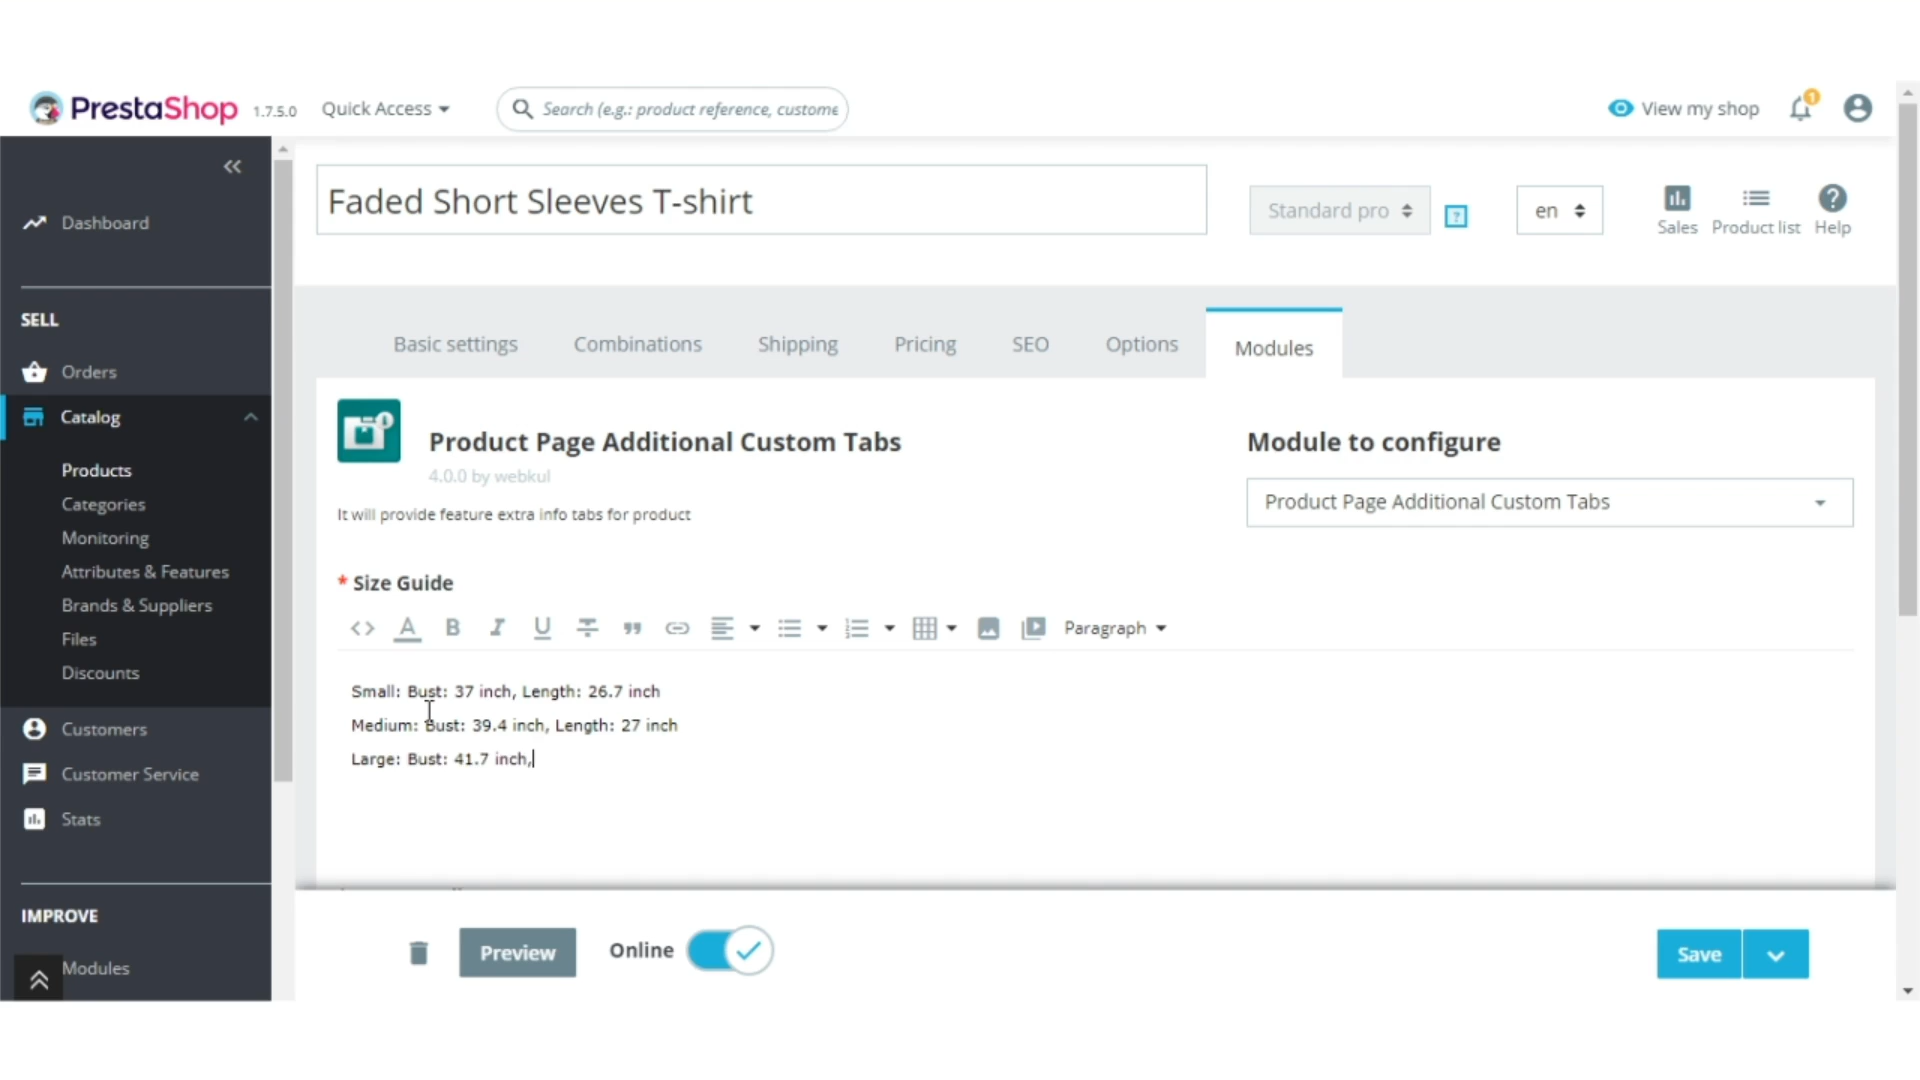 PrestaShop 1.7.5.0 Quick Access Search (e.g.: product reference, custome View my shop 1
Dashboard
SELL
Orders
Catalog
Products
Categories
Monitoring
Attributes & Features
Brands & Suppliers
Files
Discounts
Customers
Customer Service
Stats
IMPROVE
Modules
Faded Short Sleeves T-shirt
Standard pro ? en
Sales Product list Help
Basic settings Combinations Shipping Pricing SEO Options Modules
Product Page Additional Custom Tabs
4.0.0 by webkul
It will provide feature extra info tabs for product
Module to configure
Product Page Additional Custom Tabs
* Size Guide
Paragraph
Small: Bust: 37 inch, Length: 26.7 inch
Medium: Bust: 39.4 inch, Length: 27 inch
Large: Bust: 41.7 inch,
Preview Online Save